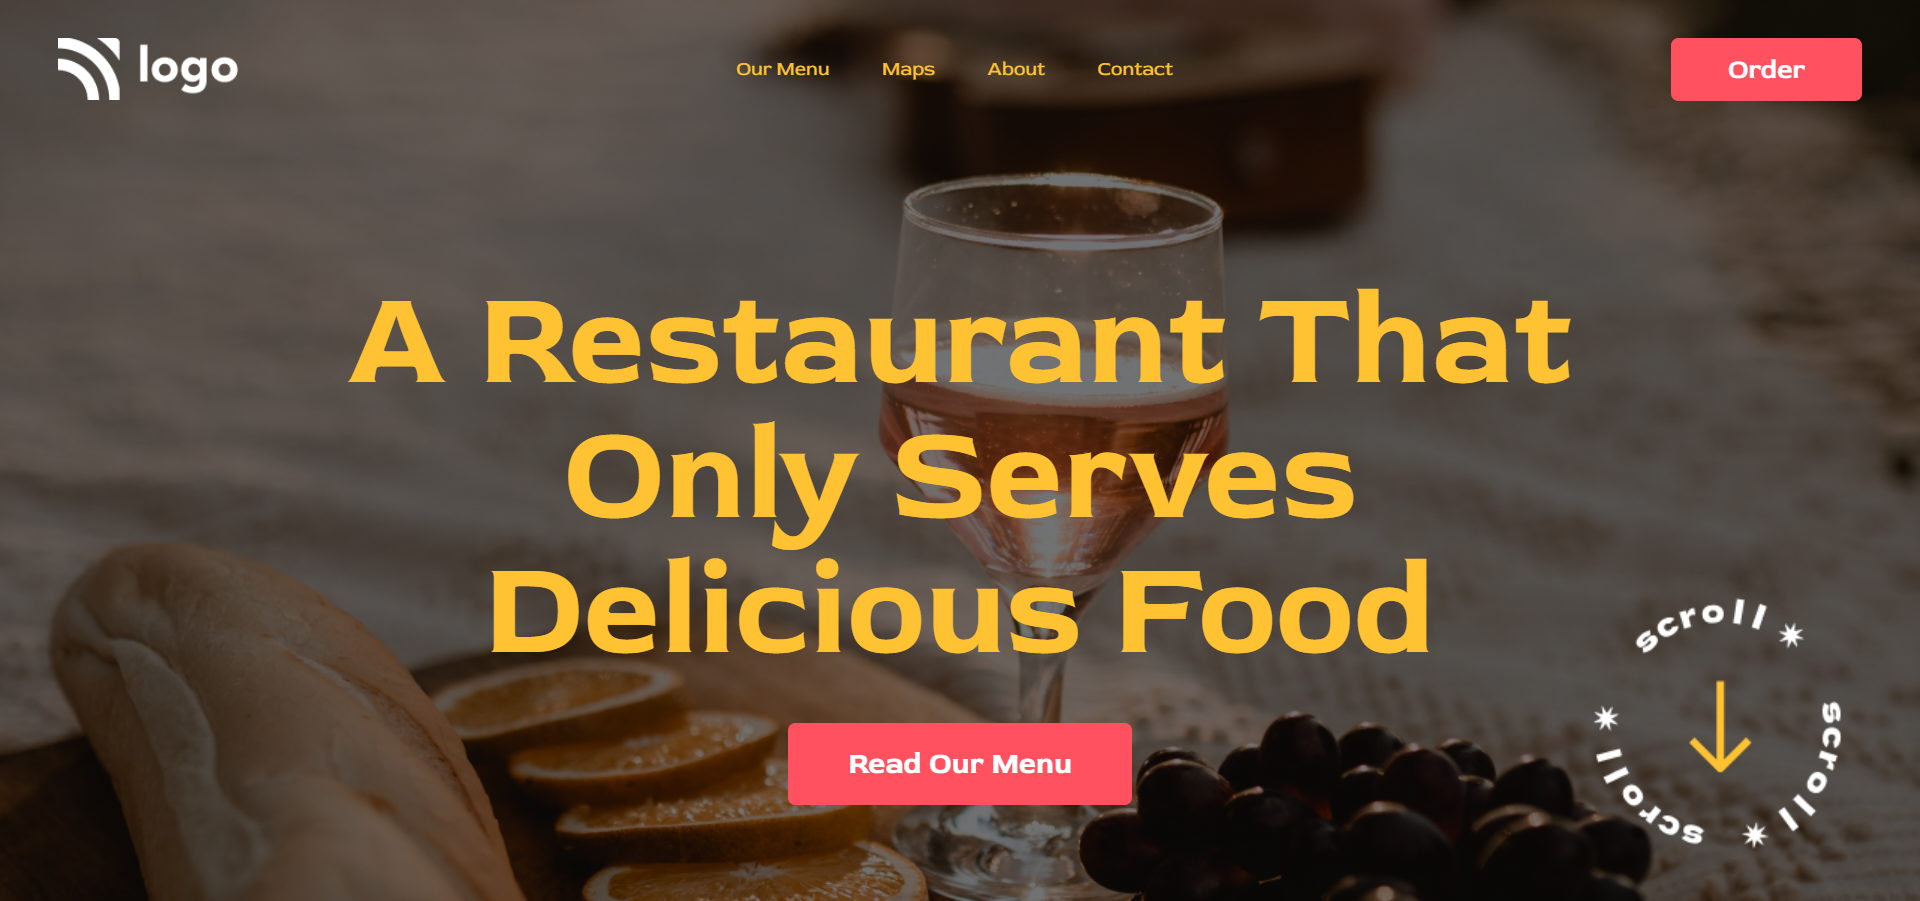 logo
Our Menu Maps About Contact
Order
A Restaurant That
Only Serves
Delicious Food
Read Our Menu
scroll
scroll
scroll